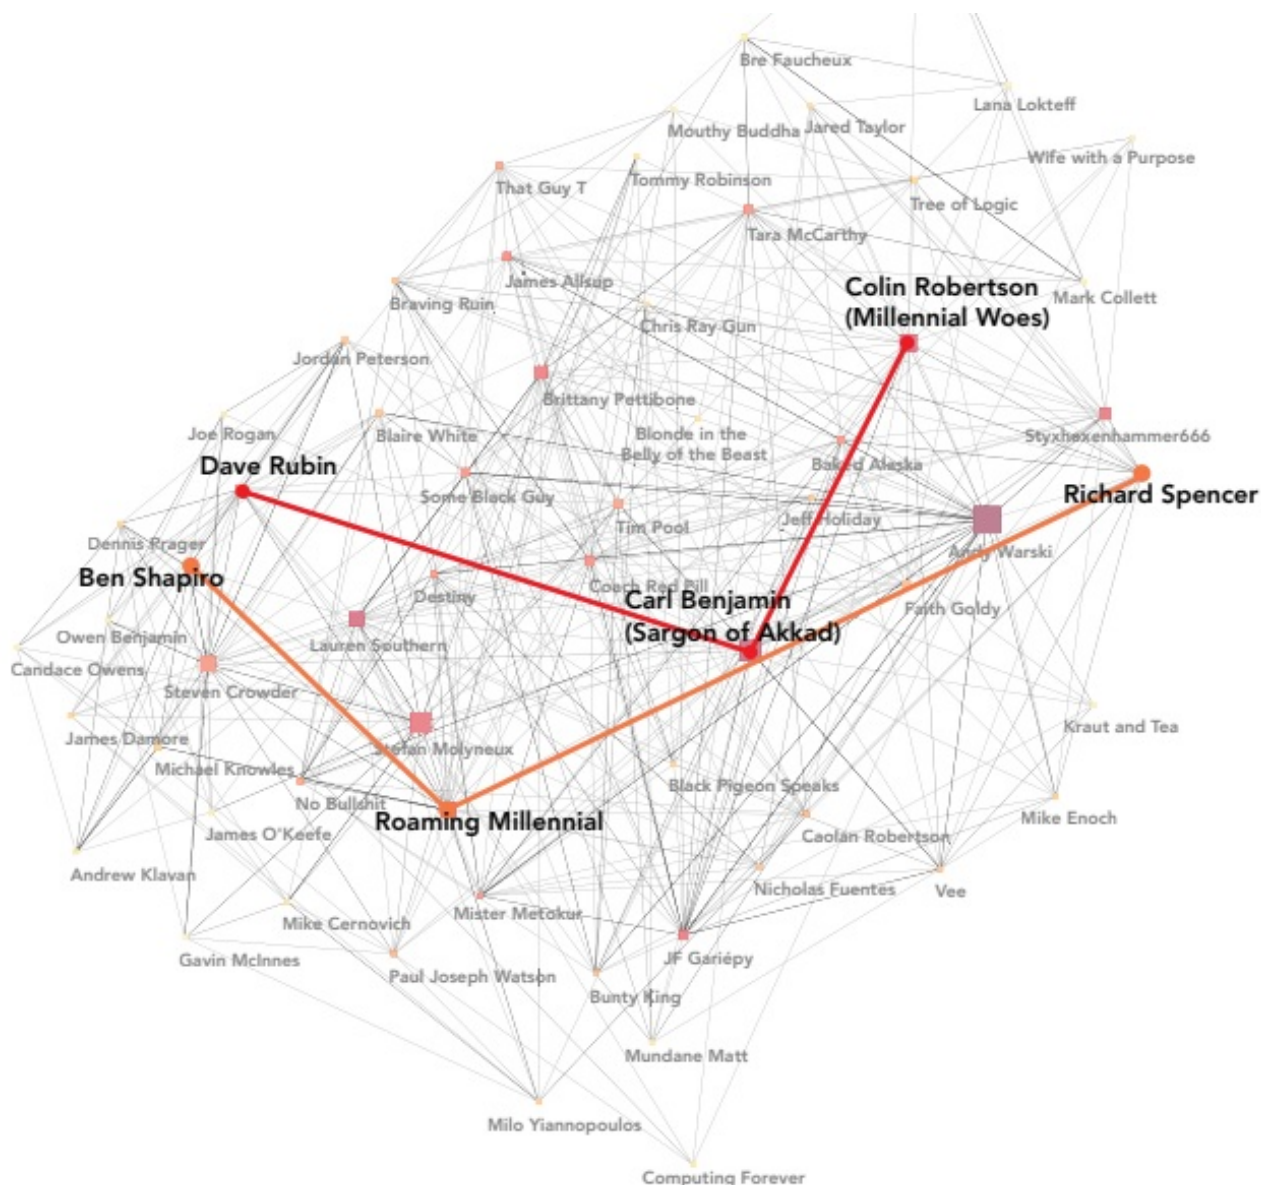 Bre Faucheux
Lana Lokteff
Mouthy Buddha
Jared Taylor
Wife with a Purpose
Tommy Robinson
That Guy T
Tree of Logic
Tara McCarthy
James Allsup
Colin Robertson
(Millennial Woes)
Mark Collett
Braving Ruin
Chris Ray Gun
Jordan Peterson
Brittany Pettibone
Joe Rogan
Blaire White
Blonde in the
Belly of the Beast
Styxhexenhammer666
Dave Rubin
Baked Alaska
Some Black Guy
Richard Spencer
Tim Pool
Jeff Holiday
Dennis Prager
Andy Warski
Ben Shapiro
Coach Red Pill
Destiny
Carl Benjamin
(Sargon of Akkad)
Faith Goldy
Owen Benjamin
Lauren Southern
Candace Owens
Steven Crowder
Kraut and Tea
James Damore
Stefan Molyneux
Michael Knowles
Black Pigeon Speaks
No Bullshit
Roaming Millennial
Mike Enoch
James O'Keefe
Caolan Robertson
Andrew Klavan
Nicholas Fuentes
Vee
Mike Cernovich
Mister Metokur
Gavin McInnes
JF Gariépy
Paul Joseph Watson
Bunty King
Mundane Matt
Milo Yiannopoulos
Computing Forever